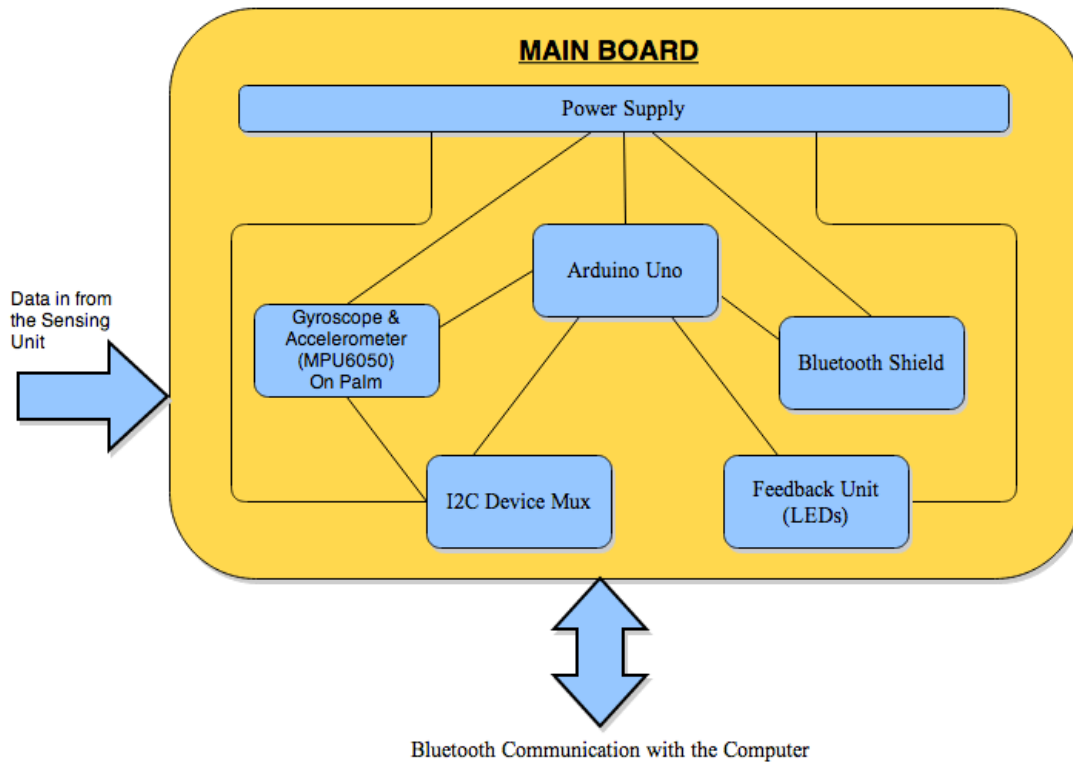 MAIN BOARD
Power Supply
Arduino Uno
Data in from
the Sensing
Unit
Gyroscope &
Accelerometer
(MPU6050)
On Palm
Bluetooth Shield
I2C Device Mux
Feedback Unit
(LEDs)
Bluetooth Communication with the Computer